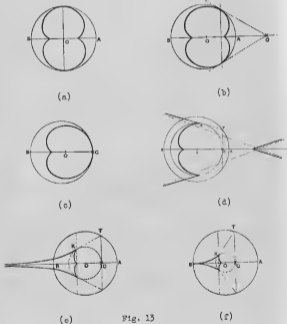 B O A
B O A G
(a)
(b)
B O G
(c)
(d)
T
R
B O G A
T
R
B O G A
(e)
(f)
Fig. 13